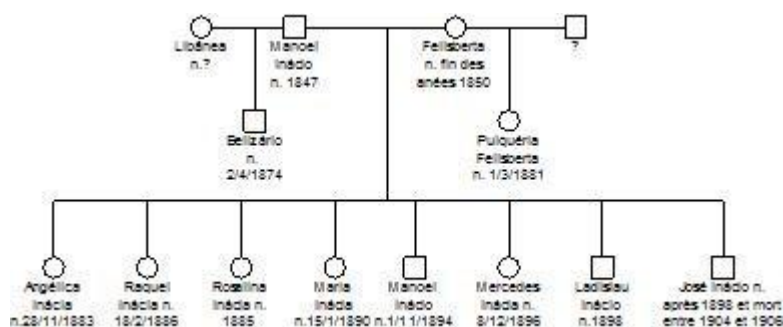 Libânea
n.?
Manoel
Inácio
n. 1847
Felisberta
n. fin des
anées 1850
?
Belizário
n.
2/4/1874
Pulquéria
Felisberta
n. 1/3/1881
Angélica
Inácia
n.28/11/1883
Raquel
Inácia n.
18/2/1886
Rosalina
Inácia n.
1885
Maria
Inácia
n.15/1/1890
Manoel
Inácio
n.1/11/1894
Mercedes
Inácia n.
8/12/1896
Ladislau
Inácio
n.1898
José Inácio n.
après 1898 et mort
entre 1904 et